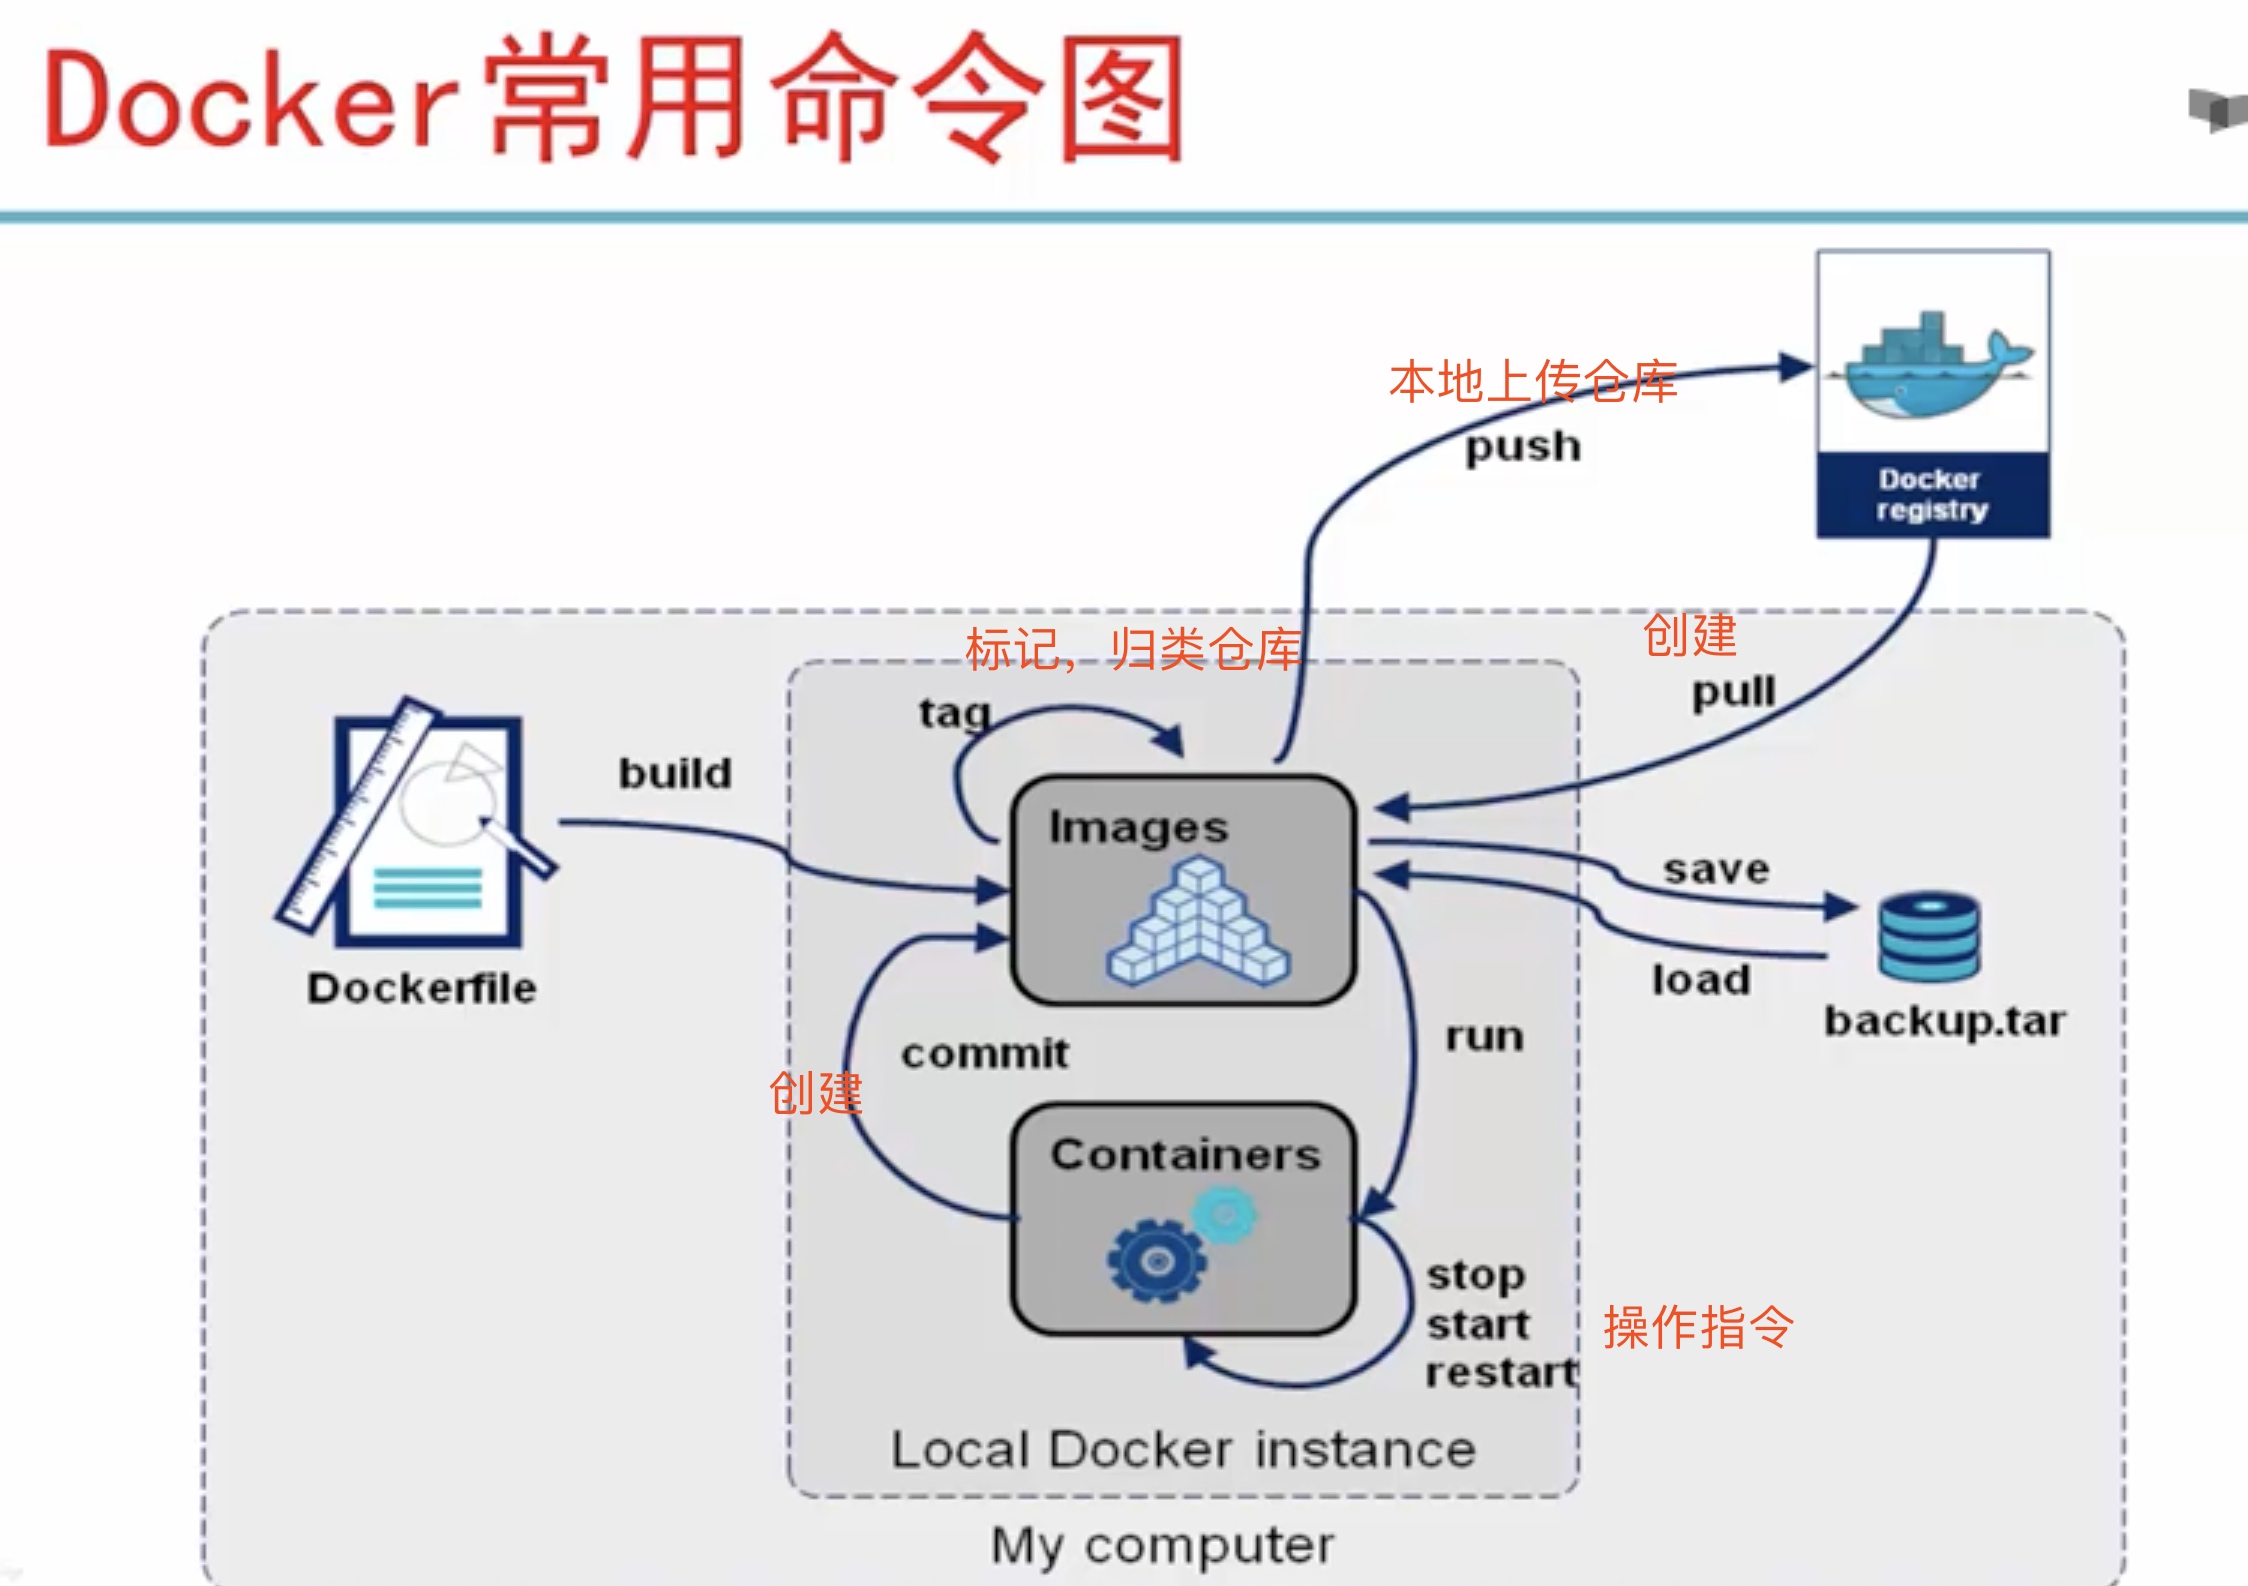 Docker常用命令图
本地上传仓库
push
Docker
registry
标记，归类仓库
创建
tag
pull
build
Images
save
load
Dockerfile
backup.tar
commit
run
创建
Containers
stop
start
restart
操作指令
Local Docker instance
My computer